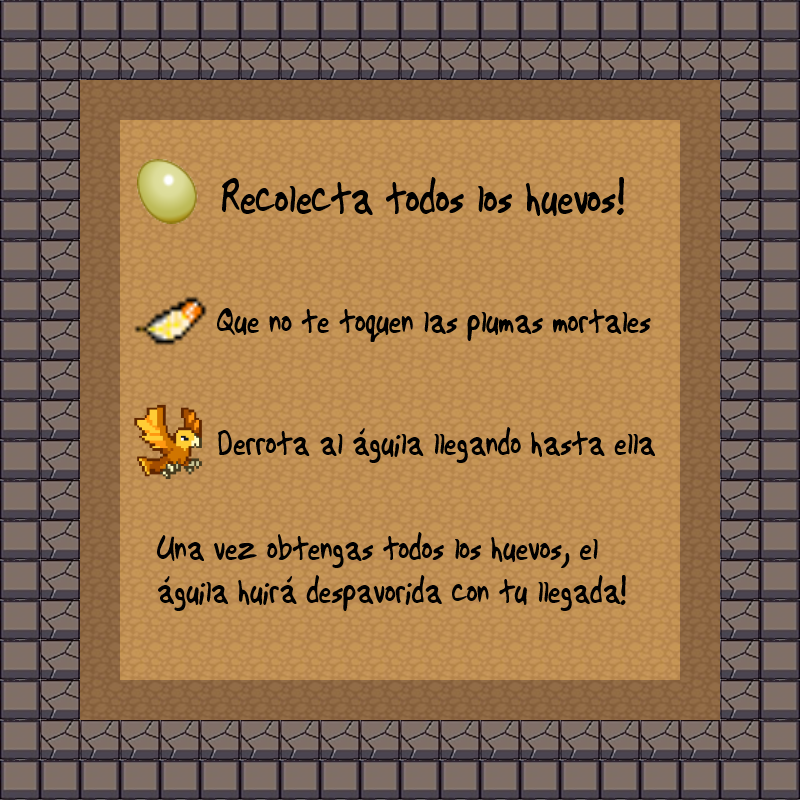 Recolecta todos los huevos!
Que no te toquen las plumas mortales
Derrota al águila llegando hasta ella
Una vez obtengas todos los huevos, el
águila huirá despavorida con tu llegada!